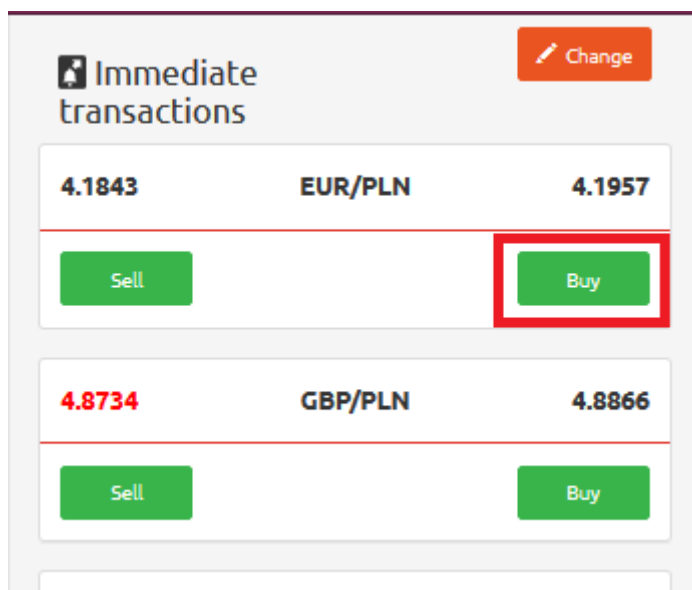 Immediate
transactions
Change
4.1843 EUR/PLN 4.1957
Sell Buy
4.8734 GBP/PLN 4.8866
Sell Buy